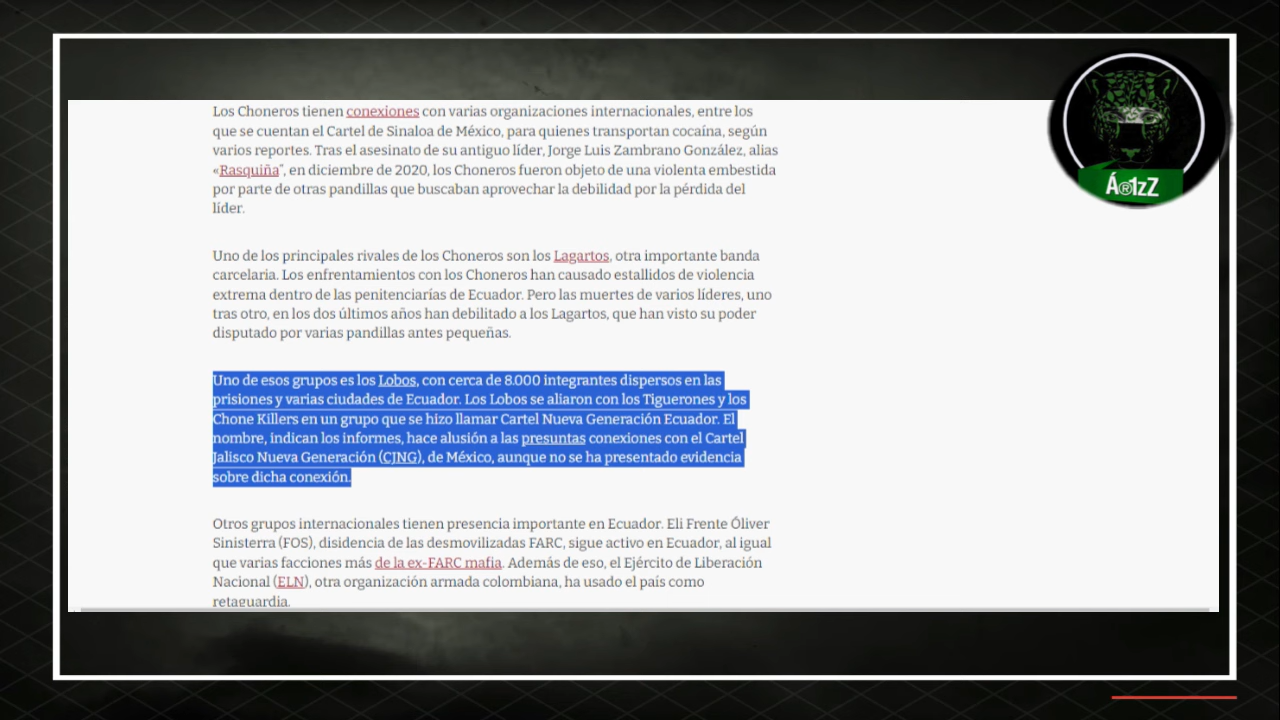 Los Choneros tienen conexiones con varias organizaciones internacionales, entre los
que se cuentan el Cartel de Sinaloa de México, para quienes transportan cocaína, según
varios reportes. Tras el asesinato de su antiguo líder, Jorge Luis Zambrano González, alias
«Rasquiña", en diciembre de 2020, los Choneros fueron objeto de una violenta embestida
por parte de otras pandillas que buscaban aprovechar la debilidad por la pérdida del
líder.
Uno de los principales rivales de los Choneros son los Lagartos, otra importante banda
carcelaria. Los enfrentamientos con los Choneros han causado estallidos de violencia
extrema dentro de las penitenciarías de Ecuador. Pero las muertes de varios líderes, uno
tras otro, en los dos últimos años han debilitado a los Lagartos, que han visto su poder
disputado por varias pandillas antes pequeñas.
Uno de esos grupos es los Lobos, con cerca de 8.000 integrantes dispersos en las
prisiones y varias ciudades de Ecuador. Los Lobos se aliaron con los Tiguerones y los
Chone Killers en un grupo que se hizo llamar Cartel Nueva Generación Ecuador. El
nombre, indican los informes, hace alusión a las presuntas conexiones con el Cartel
Jalisco Nueva Generación (CJNG), de México, aunque no se ha presentado evidencia
sobre dicha conexión.
Otros grupos internacionales tienen presencia importante en Ecuador. Eli Frente Óliver
Sinisterra (FOS), disidencia de las desmovilizadas FARC, sigue activo en Ecuador, al igual
que varias facciones más de la ex-FARC mafia. Además de eso, el Ejército de Liberación
Nacional (ELN), otra organización armada colombiana, ha usado el país como
retaguardia.
Á®1zZ